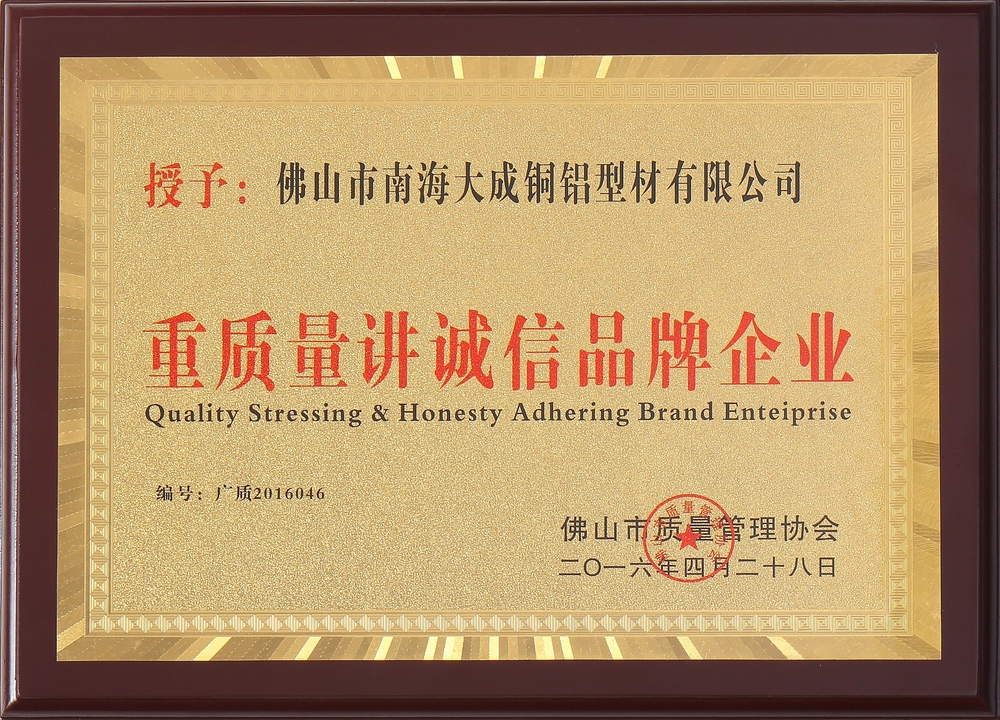 授予：佛山市南海大成铜铝型材有限公司
重质量讲诚信品牌企业
Quality Stressing & Honesty Adhering Brand Enteiprise
编号：广质2016046
佛山市质量管理协会
二〇一六年四月二十八日